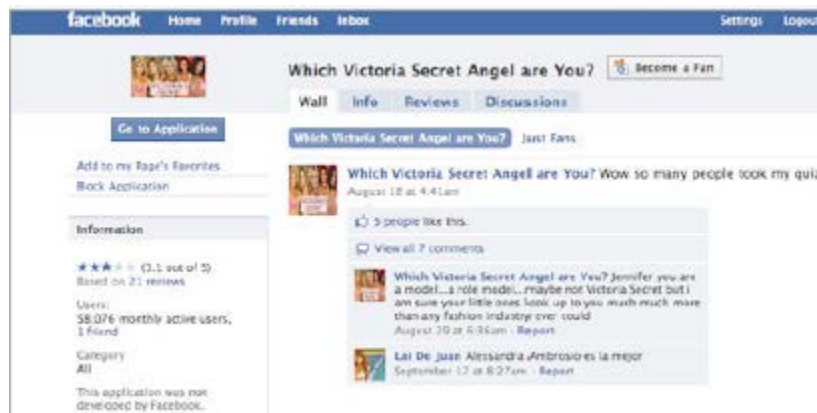 facebook Home Profile Friends Inbox Settings Logout
Which Victoria Secret Angel are You? Become a Fan
Wall Info Reviews Discussions
Go to Application
Which Victoria Secret Angel are You? Just Fans
Add to my Page's Favorites
Block Application
Which Victoria Secret Angel are You? Wow so many people took my quiz
August 18 at 4:41am
Information
5 people like this.
View all 7 comments
(3.1 out of 5)
Based on 21 reviews
Users:
58,076 monthly active users,
1 friend
Category
All
This application was not
developed by Facebook.
Which Victoria Secret Angel are You? Jennifer you are
a model...a role model...maybe not Victoria Secret but i
am sure your little ones look up to you much much more
than any fashion industry ever could
August 20 at 6:36am - Report
Lai De Juan Alessandra Ambrosio es la mejor
September 17 at 8:27am - Report